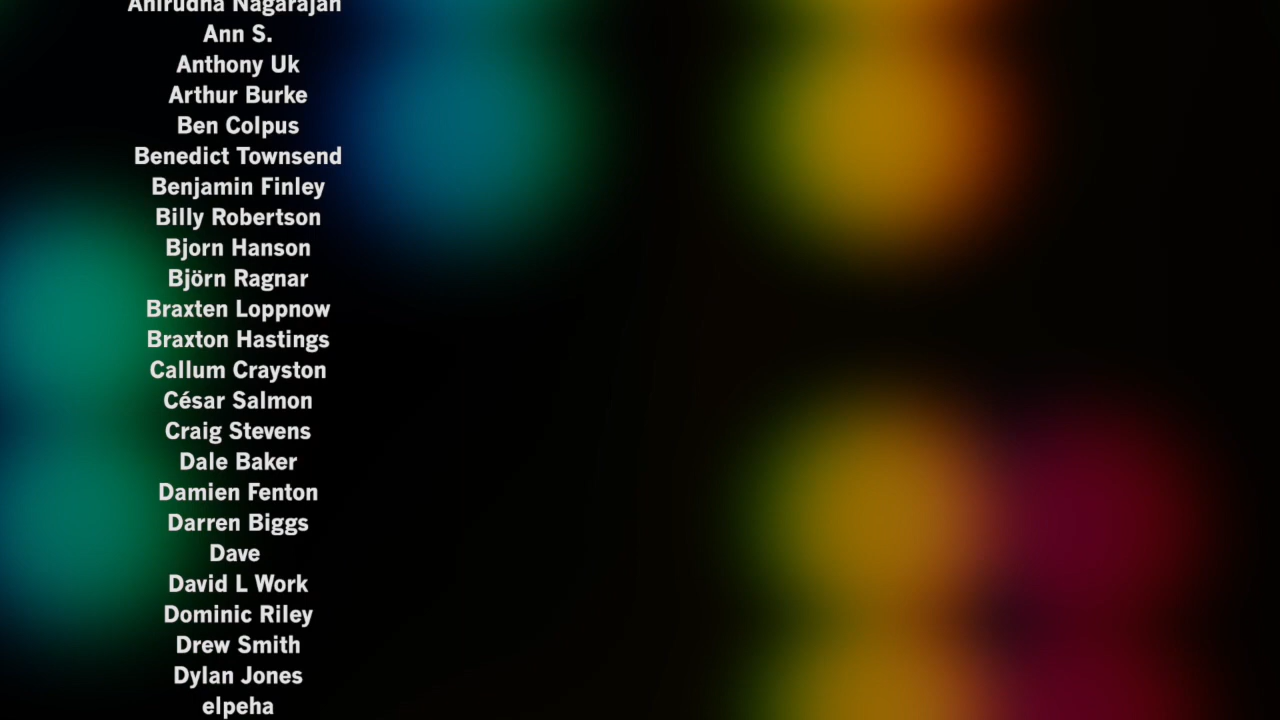 Anirudha Nagarajan
Ann S.
Anthony Uk
Arthur Burke
Ben Colpus
Benedict Townsend
Benjamin Finley
Billy Robertson
Bjorn Hanson
Björn Ragnar
Braxten Loppnow
Braxton Hastings
Callum Crayston
César Salmon
Craig Stevens
Dale Baker
Damien Fenton
Darren Biggs
Dave
David L Work
Dominic Riley
Drew Smith
Dylan Jones
elpeha